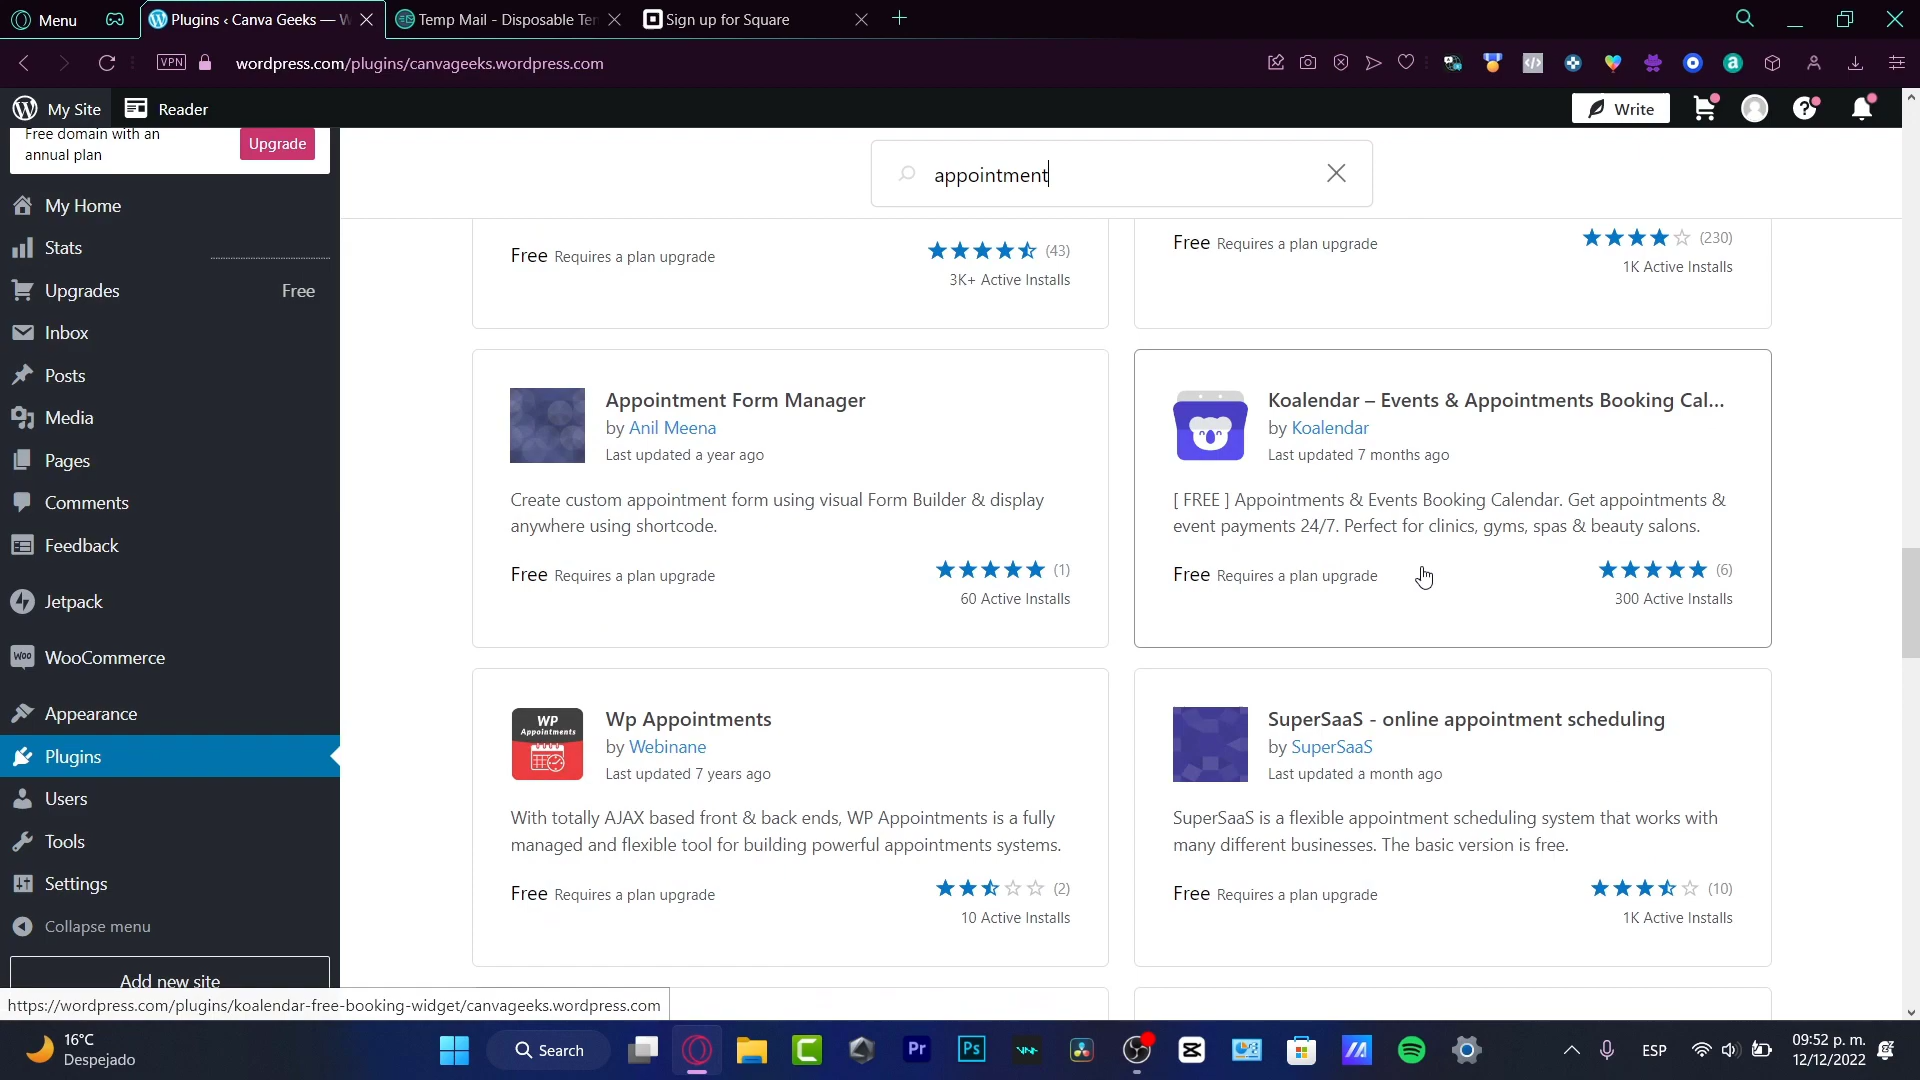 Menu
Plugins ‹ Canva Geeks — W
Temp Mail - Disposable Ter
Sign up for Square
VPN
wordpress.com/plugins/canvageeks.wordpress.com
My Site
Reader
Write
Free domain with an
annual plan
Upgrade
My Home
Stats
Upgrades
Free
Inbox
Posts
Media
Pages
Comments
Feedback
Jetpack
WooCommerce
Appearance
Plugins
Users
Tools
Settings
Collapse menu
Add new site
appointment
Free Requires a plan upgrade
(43)
3K+ Active Installs
Free Requires a plan upgrade
(230)
1K Active Installs
Appointment Form Manager
by Anil Meena
Last updated a year ago
Create custom appointment form using visual Form Builder & display
anywhere using shortcode.
Free Requires a plan upgrade
(1)
60 Active Installs
Koalendar – Events & Appointments Booking Cal...
by Koalendar
Last updated 7 months ago
[ FREE ] Appointments & Events Booking Calendar. Get appointments &
event payments 24/7. Perfect for clinics, gyms, spas & beauty salons.
Free Requires a plan upgrade
(6)
300 Active Installs
WP
Appointments
Wp Appointments
by Webinane
Last updated 7 years ago
With totally AJAX based front & back ends, WP Appointments is a fully
managed and flexible tool for building powerful appointments systems.
Free Requires a plan upgrade
(2)
10 Active Installs
SuperSaaS - online appointment scheduling
by SuperSaaS
Last updated a month ago
SuperSaaS is a flexible appointment scheduling system that works with
many different businesses. The basic version is free.
Free Requires a plan upgrade
(10)
1K Active Installs
https://wordpress.com/plugins/koalendar-free-booking-widget/canvageeks.wordpress.com
16°C
Despejado
Search
Pr
Ps
ESP
09:52 p. m.
12/12/2022